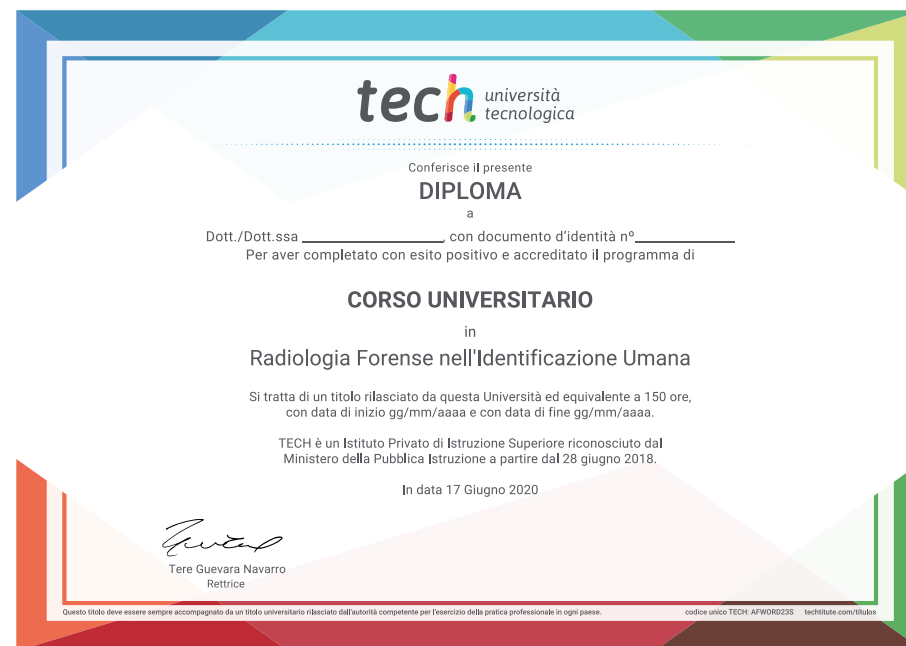 tech università
tecnologica
Conferisce il presente
DIPLOMA
a
Dott./Dott.ssa ____________________, con documento d'identità nº______________
Per aver completato con esito positivo e accreditato il programma di
CORSO UNIVERSITARIO
in
Radiologia Forense nell'Identificazione Umana
Si tratta di un titolo rilasciato da questa Università ed equivalente a 150 ore,
con data di inizio gg/mm/aaaa e con data di fine gg/mm/aaaa.
TECH è un Istituto Privato di Istruzione Superiore riconosciuto dal
Ministero della Pubblica Istruzione a partire dal 28 giugno 2018.
In data 17 Giugno 2020
Tere Guevara Navarro
Rettrice
Questo titolo deve essere sempre accompagnato da un titolo universitario rilasciato dall'autorità competente per l'esercizio della pratica professionale in ogni paese. codice unico TECH: AFWORD23S techtitute.com/títulos